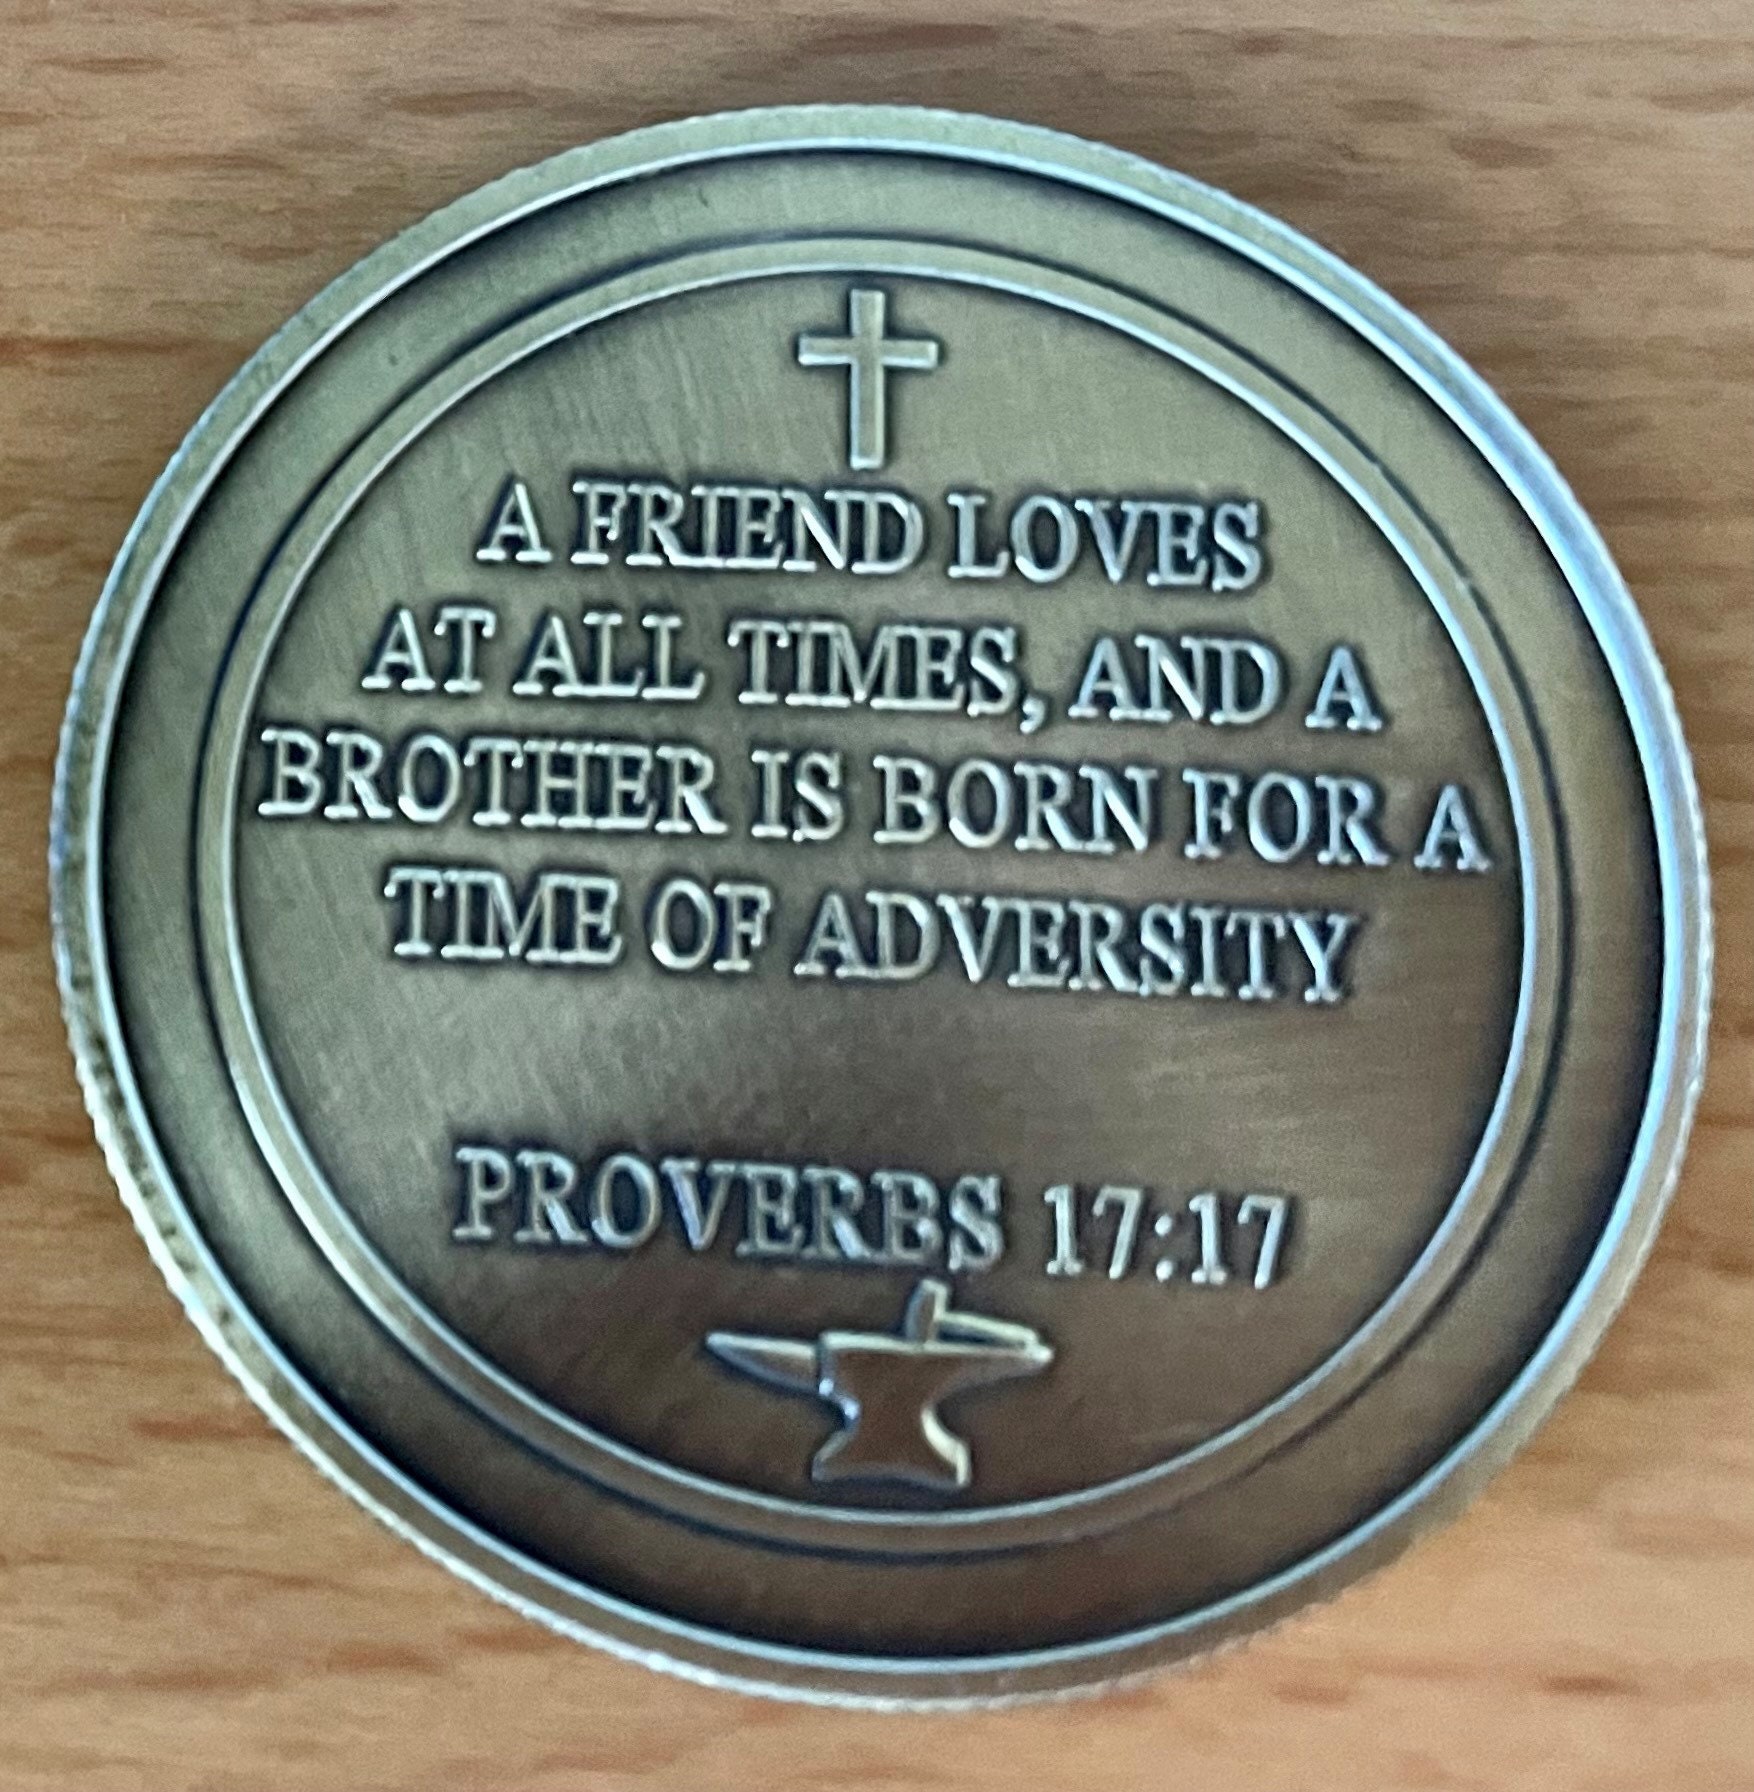 A FRIEND LOVES
AT ALL TIMES, AND A
BROTHER IS BORN FOR A
TIME OF ADVERSITY
PROVERBS 17:17